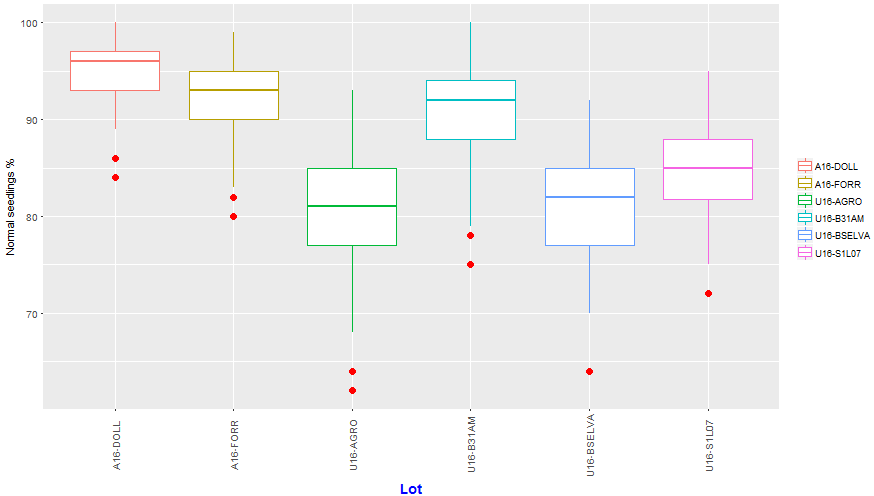 Normal seedlings %
100
90
80
70
A16-DOLL
A16-FORR
U16-AGRO
U16-B31AM
U16-BSELVA
U16-S1L07
Lot
A16-DOLL
A16-FORR
U16-AGRO
U16-B31AM
U16-BSELVA
U16-S1L07